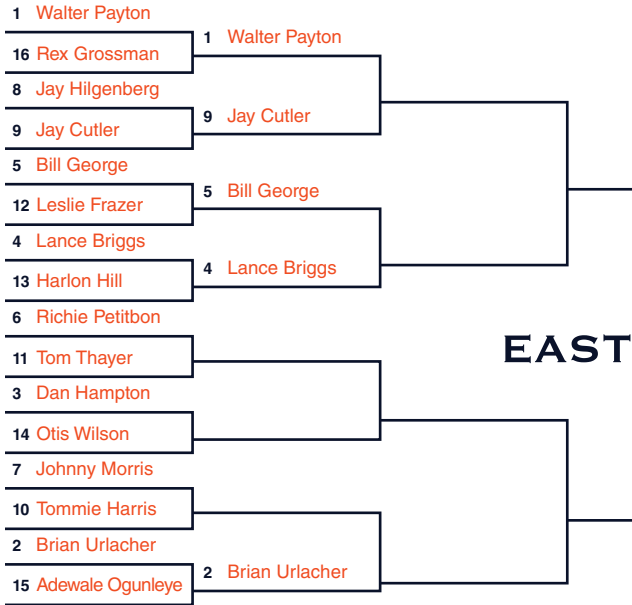 1 Walter Payton
16 Rex Grossman
8 Jay Hilgenberg
9 Jay Cutler
5 Bill George
12 Leslie Frazer
4 Lance Briggs
13 Harlon Hill
6 Richie Petitbon
11 Tom Thayer
3 Dan Hampton
14 Otis Wilson
7 Johnny Morris
10 Tommie Harris
2 Brian Urlacher
15 Adewale Ogunleye
1 Walter Payton
9 Jay Cutler
5 Bill George
4 Lance Briggs
2 Brian Urlacher
EAST